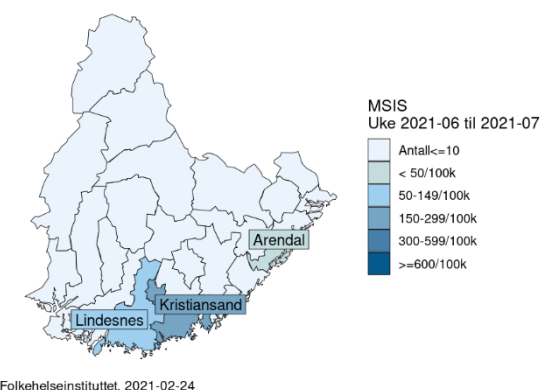 MSIS
Uke 2021-06 til 2021-07
Antall<=10
< 50/100k
50-149/100k
150-299/100k
300-599/100k
>=600/100k
Arendal
Kristiansand
Lindesnes
Folkehelseinstituttet, 2021-02-24